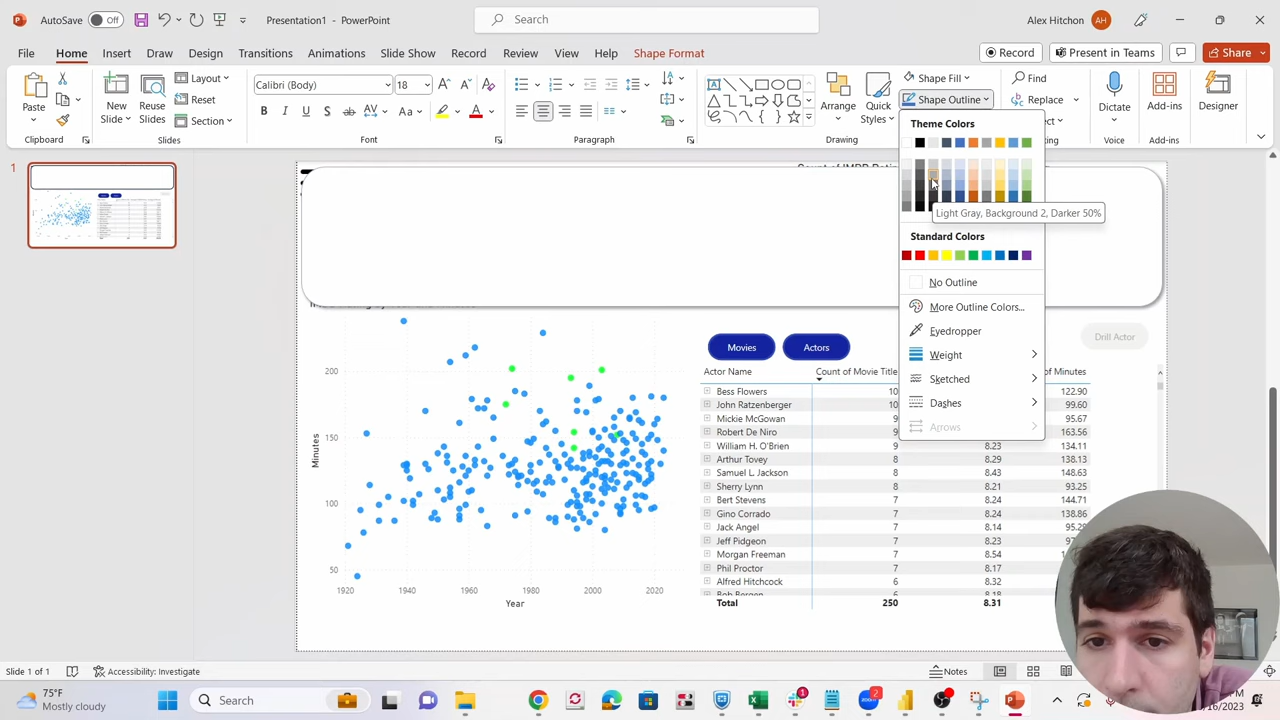 AutoSave
Off
Presentation1 - PowerPoint
Search
Alex Hitchon
AH
File
Home
Insert
Draw
Design
Transitions
Animations
Slide Show
Record
Review
View
Help
Shape Format
Record
Present in Teams
Share
Paste
New
Slide
Reuse
Slides
Layout
Reset
Section
Calibri (Body)
18
Arrange
Quick
Styles
Shape Fill
Shape Outline
Find
Replace
Dictate
Add-ins
Designer
Clipboard
Slides
Font
Paragraph
Drawing
Voice
Add-ins
Theme Colors
Light Gray, Background 2, Darker 50%
Standard Colors
No Outline
More Outline Colors...
Eyedropper
Weight
Sketched
Dashes
Arrows
1
Movies
Actors
Drill Actor
Actor Name
Count of Movie Title
of Minutes
Bess Flowers 10 122.90
John Ratzenberger 10 99.60
Mickie McGowan 9 95.67
Robert De Niro 9 163.56
William H. O'Brien 9 8.23 134.11
Arthur Tovey 8 8.29 138.13
Samuel L. Jackson 8 8.43 148.63
Sherry Lynn 8 8.21 93.25
Bert Stevens 7 8.24 144.71
Gino Corrado 7 8.24 138.86
Jack Angel 7 8.14
Jeff Pidgeon 7 8.23
Morgan Freeman 7 8.54
Phil Proctor 7 8.17
Alfred Hitchcock 6 8.32
Total 250 8.31
Minutes
200
150
100
50
1920
1940
1960
1980
2000
2020
Year
Slide 1 of 1
Accessibility: Investigate
Notes
75°F
Mostly cloudy
Search
1
2